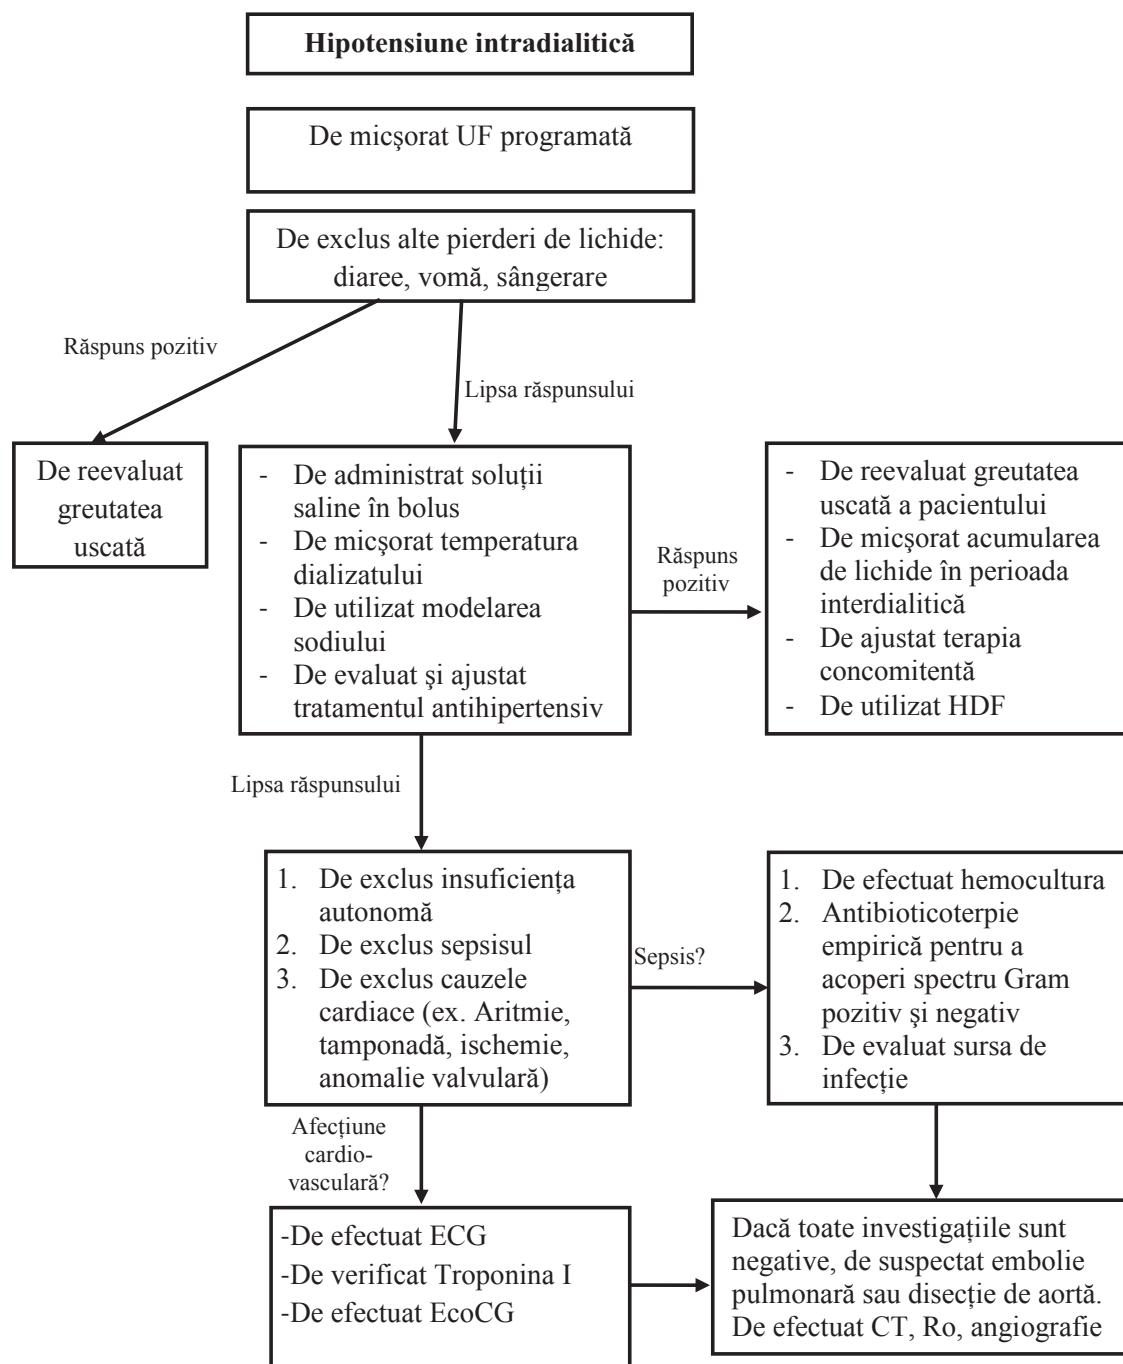 Hipotensiune intradialitică
De micşorat UF programată
De exclus alte pierderi de lichide:
diaree, vomă, sângerare
Răspuns pozitiv
Lipsa răspunsului
De reevaluat
greutatea
uscată
- De administrat soluții
saline în bolus
- De micşorat temperatura
dializatului
- De utilizat modelarea
sodiului
- De evaluat şi ajustat
tratamentul antihipertensiv
Răspuns
pozitiv
- De reevaluat greutatea
uscată a pacientului
- De micşorat acumularea
de lichide în perioada
interdialitică
- De ajustat terapia
concomitentă
- De utilizat HDF
Lipsa răspunsului
1. De exclus insuficiența
autonomă
2. De exclus sepsisul
3. De exclus cauzele
cardiace (ex. Aritmie,
tamponadă, ischemie,
anomalie valvulară)
Sepsis?
1. De efectuat hemocultura
2. Antibioticoterpie
empirică pentru a
acoperi spectru Gram
pozitiv şi negativ
3. De evaluat sursa de
infecție
Afecțiune
cardio-
vasculară?
-De efectuat ECG
-De verificat Troponina I
-De efectuat EcoCG
Dacă toate investigațiile sunt
negative, de suspectat embolie
pulmonară sau disecție de aortă.
De efectuat CT, Ro, angiografie